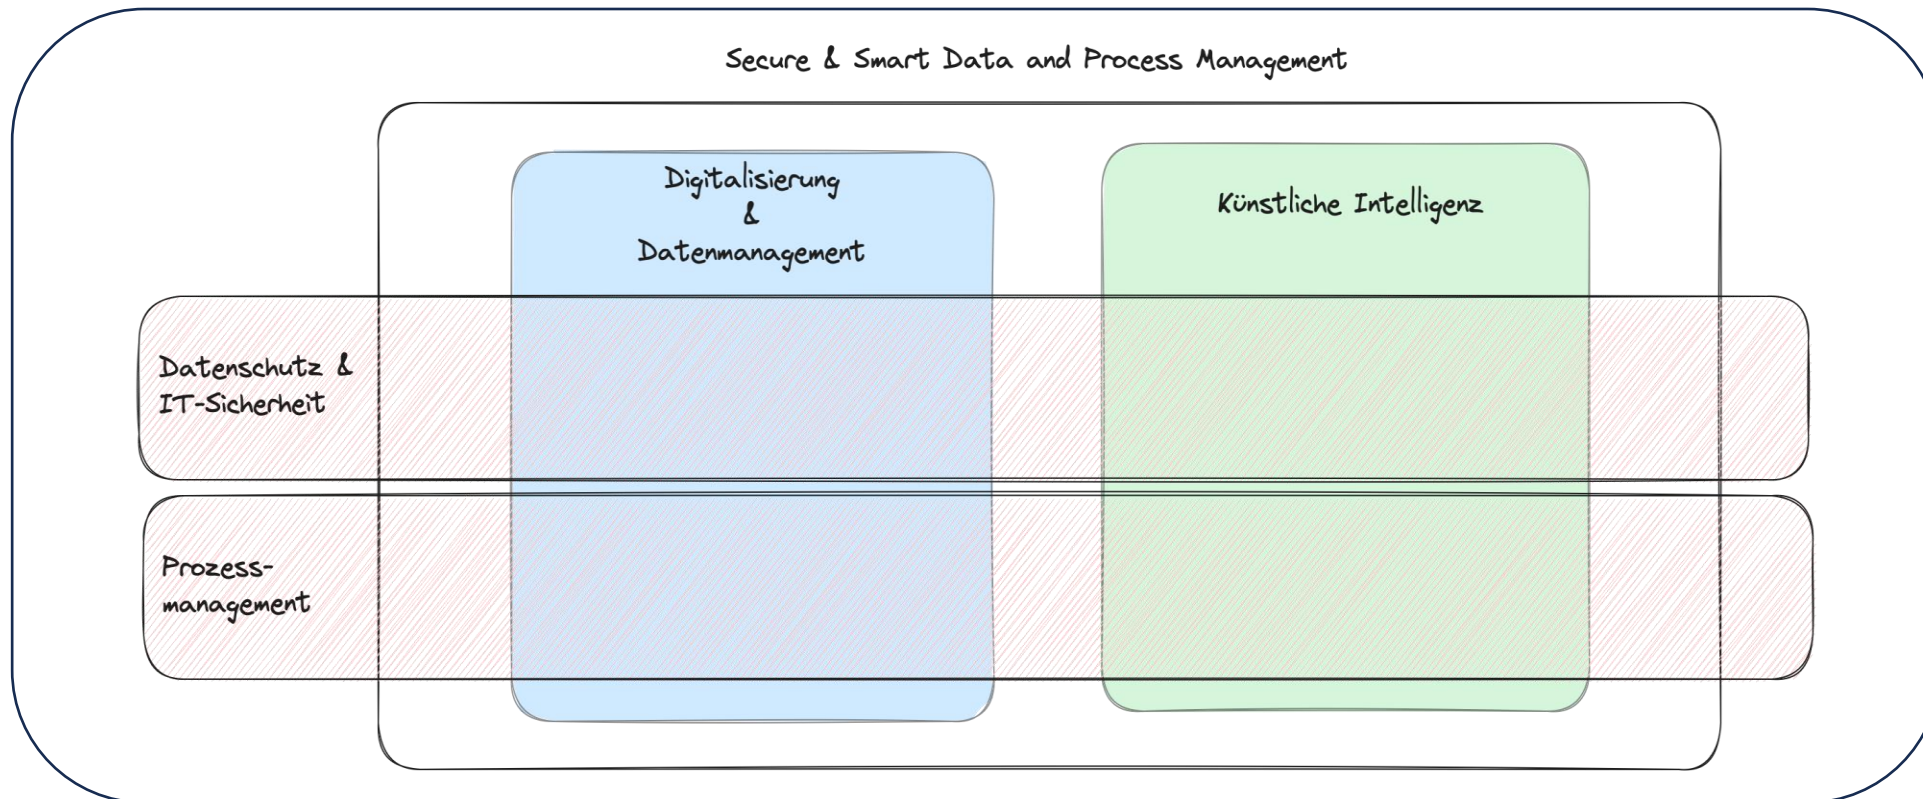 Secure & Smart Data and Process Management
Digitalisierung
&
Datenmanagement
Künstliche Intelligenz
Datenschutz &
IT-Sicherheit
Prozess-
management